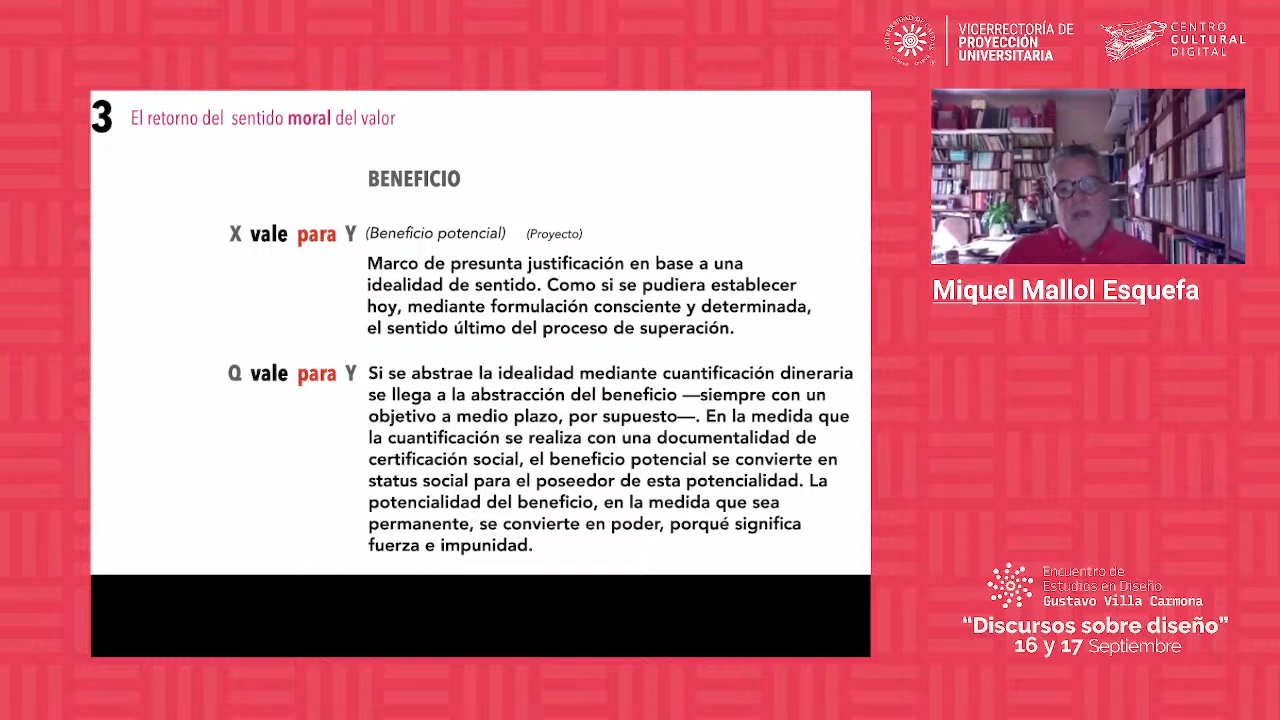 VICERRECTORÍA DE
PROYECCIÓN
UNIVERSITARIA
CENTRO
CULTURAL
DIGITAL
3 El retorno del sentido moral del valor
BENEFICIO
X vale para Y (Beneficio potencial) (Proyecto)
Marco de presunta justificación en base a una
idealidad de sentido. Como si se pudiera establecer
hoy, mediante formulación consciente y determinada,
el sentido último del proceso de superación.
Q vale para Y Si se abstrae la idealidad mediante cuantificación dineraria
se llega a la abstracción del beneficio —siempre con un
objetivo a medio plazo, por supuesto—. En la medida que
la cuantificación se realiza con una documentalidad de
certificación social, el beneficio potencial se convierte en
status social para el poseedor de esta potencialidad. La
potencialidad del beneficio, en la medida que sea
permanente, se convierte en poder, porqué significa
fuerza e impunidad.
Miquel Mallol Esquefa
Encuentro de
Estudios en Diseño
Gustavo Villa Carmona
“Discursos sobre diseño”
16 y 17 Septiembre